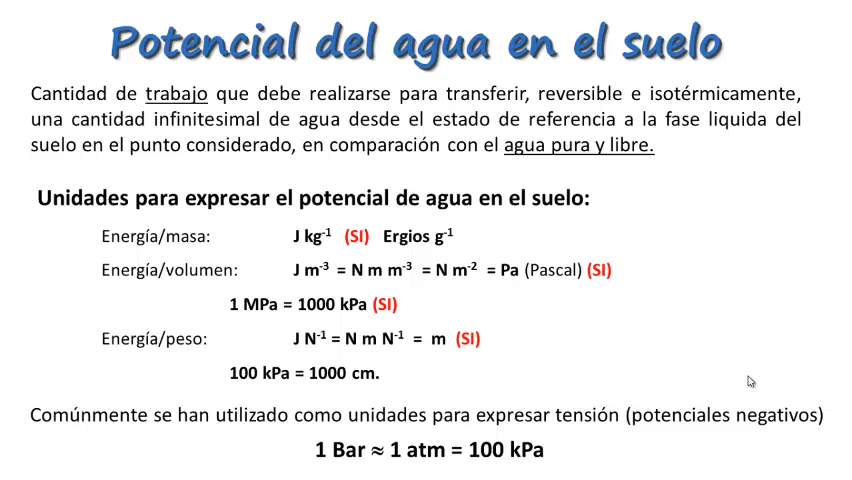 Potencial del agua en el suelo
Cantidad de trabajo que debe realizarse para transferir, reversible e isotérmicamente,
una cantidad infinitesimal de agua desde el estado de referencia a la fase liquida del
suelo en el punto considerado, en comparación con el agua pura y libre.
Unidades para expresar el potencial de agua en el suelo:
Energía/masa: J kg⁻¹ (SI) Ergios g⁻¹
Energía/volumen: J m⁻³ = N m m⁻³ = N m⁻² = Pa (Pascal) (SI)
1 MPa = 1000 kPa (SI)
Energía/peso: J N⁻¹ = N m N⁻¹ = m (SI)
100 kPa = 1000 cm.
Comúnmente se han utilizado como unidades para expresar tensión (potenciales negativos)
1 Bar ≈ 1 atm = 100 kPa